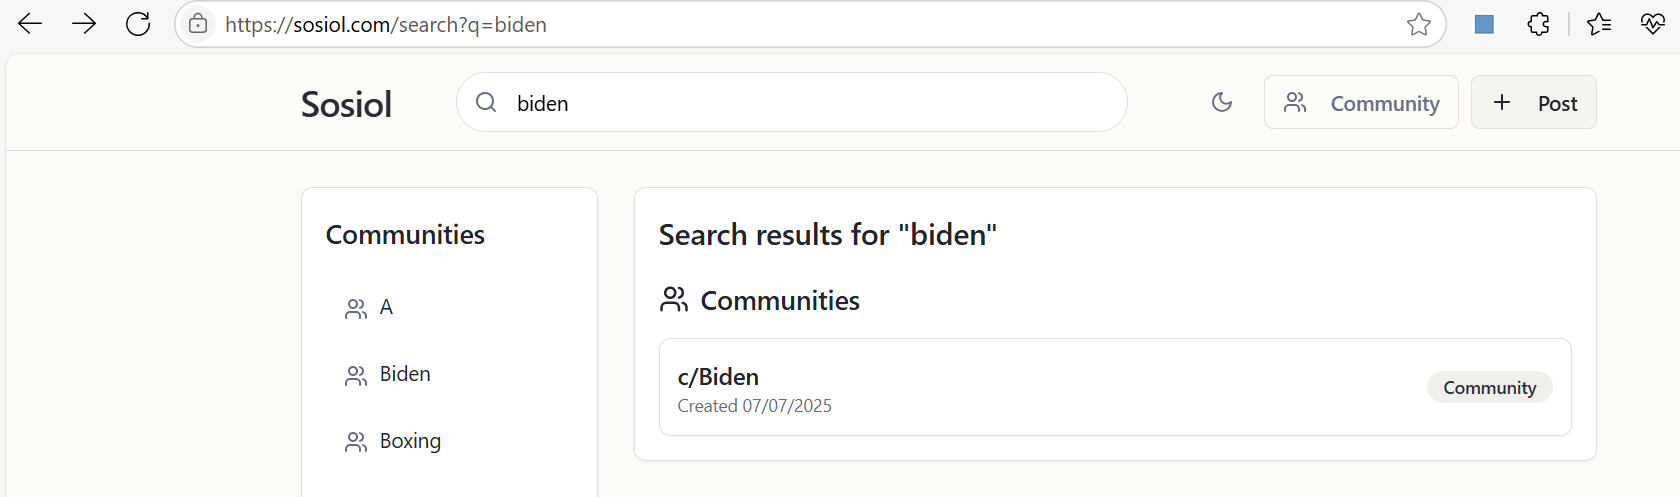 https://sosiol.com/search?q=biden
Sosiol
biden
Community
Post
Communities
A
Biden
Boxing
Search results for "biden"
Communities
c/Biden
Created 07/07/2025
Community